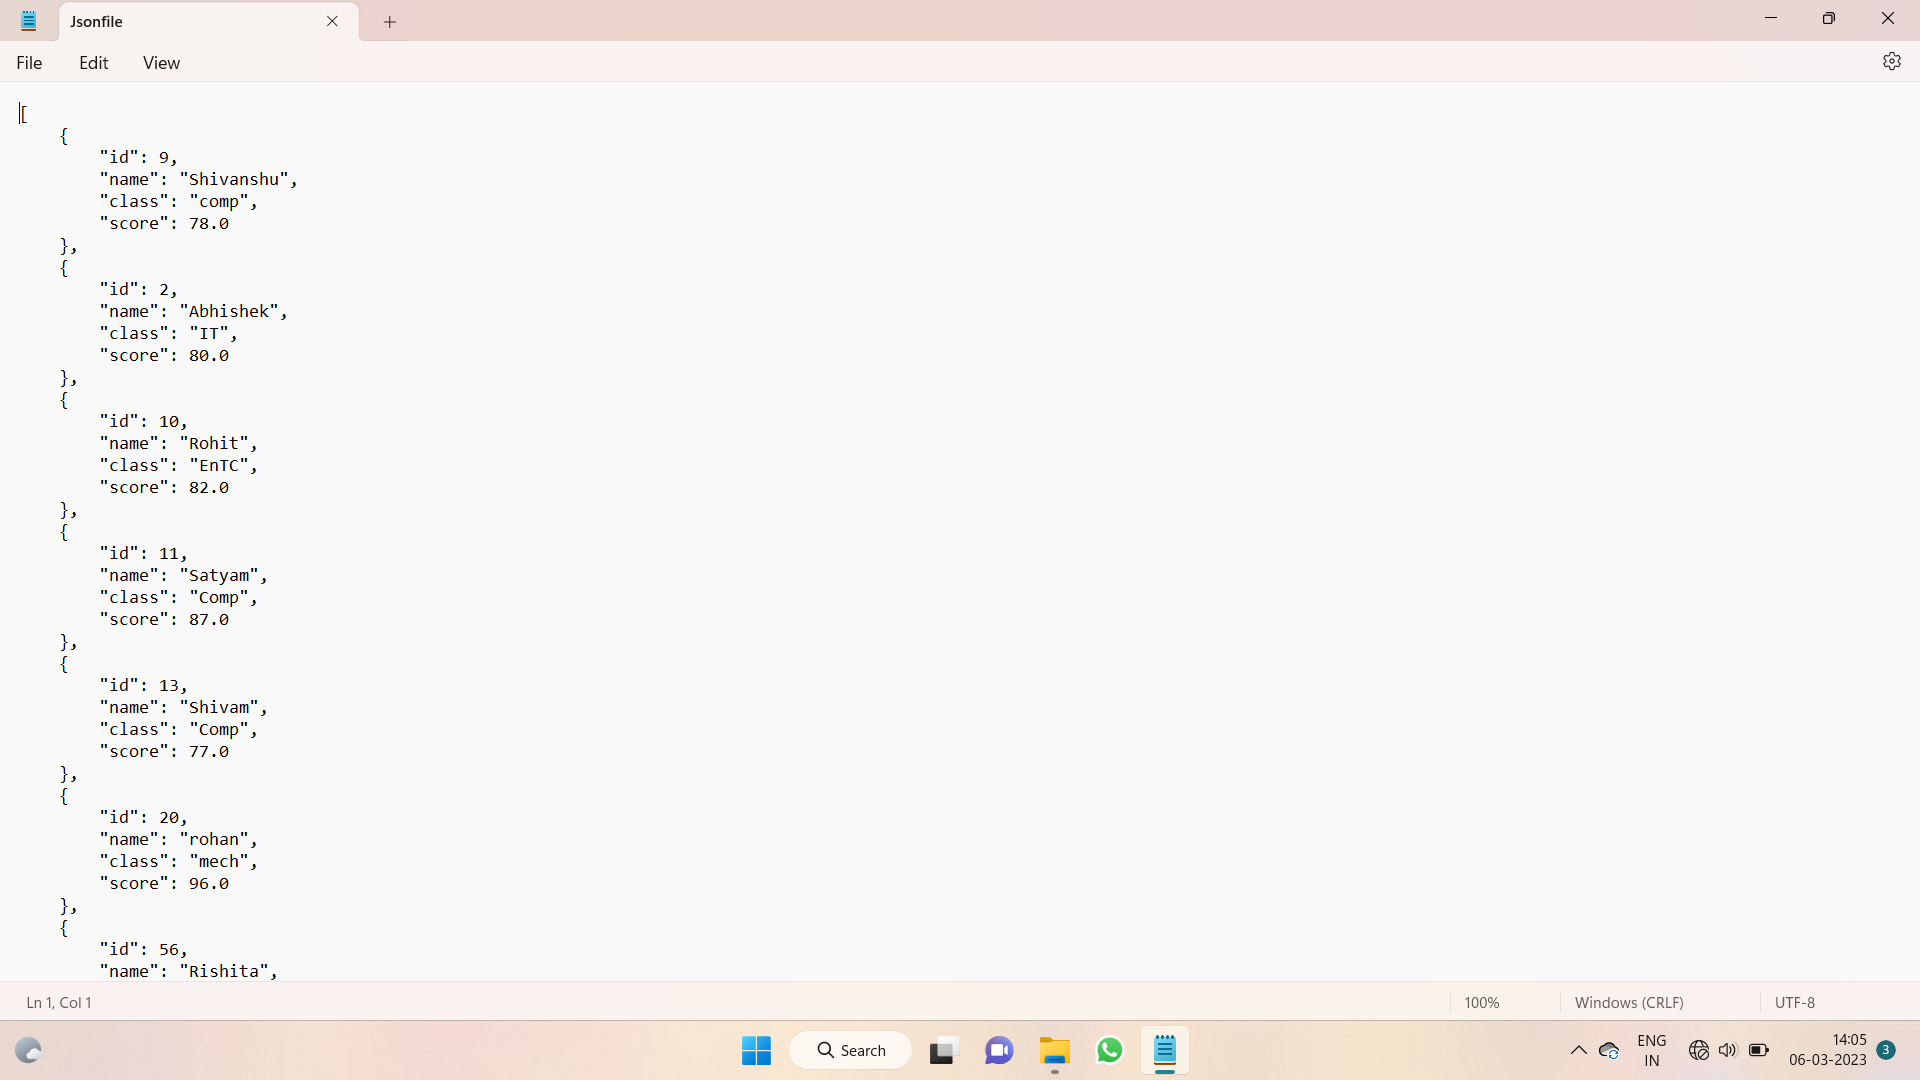 Jsonfile
File Edit View
[
    {
        "id": 9,
        "name": "Shivanshu",
        "class": "comp",
        "score": 78.0
    },
    {
        "id": 2,
        "name": "Abhishek",
        "class": "IT",
        "score": 80.0
    },
    {
        "id": 10,
        "name": "Rohit",
        "class": "EnTC",
        "score": 82.0
    },
    {
        "id": 11,
        "name": "Satyam",
        "class": "Comp",
        "score": 87.0
    },
    {
        "id": 13,
        "name": "Shivam",
        "class": "Comp",
        "score": 77.0
    },
    {
        "id": 20,
        "name": "rohan",
        "class": "mech",
        "score": 96.0
    },
    {
        "id": 56,
        "name": "Rishita",
Ln 1, Col 1 100% Windows (CRLF) UTF-8
Search
ENG
IN
14:05
06-03-2023
3